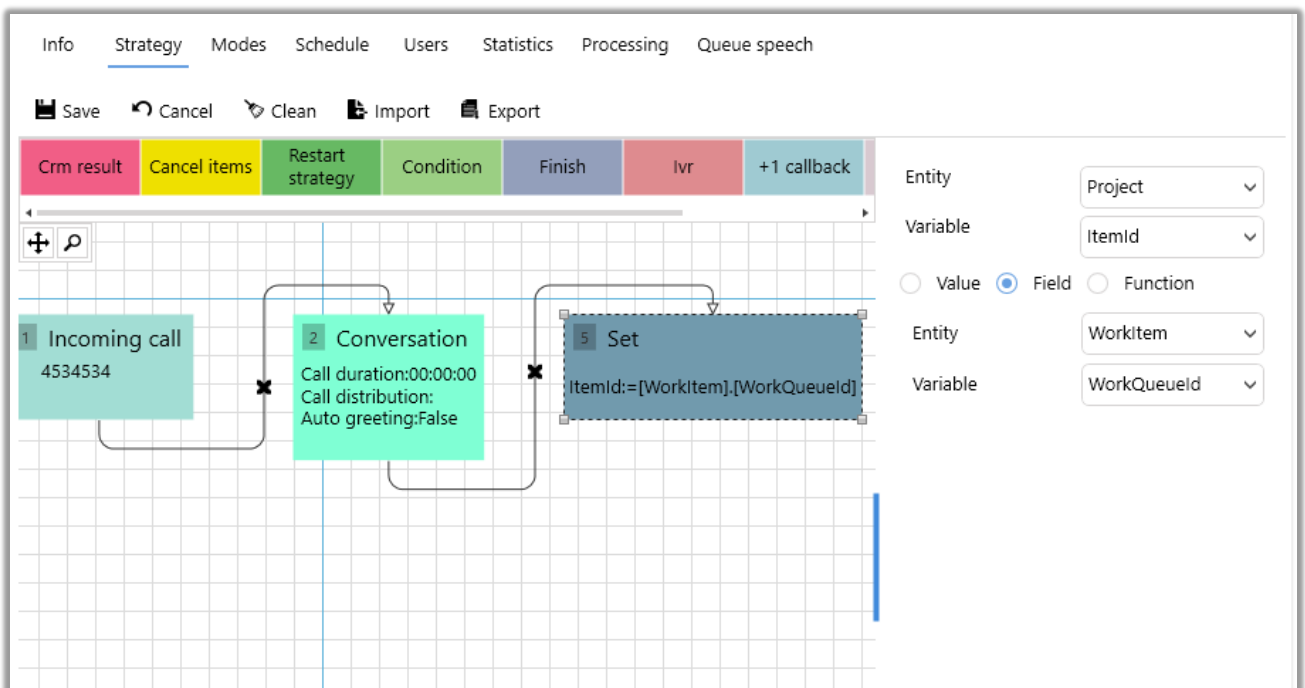 Info Strategy Modes Schedule Users Statistics Processing Queue speech
Save Cancel Clean Import Export
Crm result Cancel items Restart strategy Condition Finish Ivr +1 callback
Entity Project
Variable ItemId
Value Field Function
Entity WorkItem
Variable WorkQueueId
1 Incoming call
4534534
2 Conversation
Call duration:00:00:00
Call distribution:
Auto greeting:False
5 Set
ItemId:=[WorkItem].[WorkQueueId]